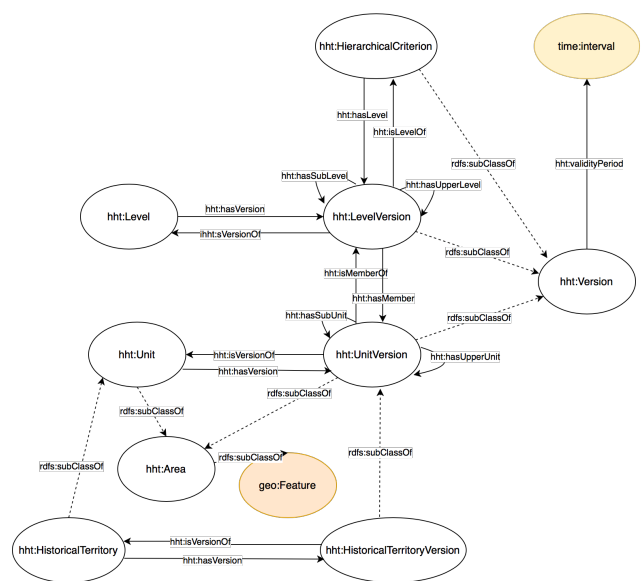 hht:HierarchicalCriterion
time:interval
hht:hasLevel
hht:isLevelOf
rdfs:subClassOf
hht:validityPeriod
hht:hasSubLevel
hht:hasUpperLevel
hht:Level
hht:hasVersion
hht:LevelVersion
ihht:sVersionOf
rdfs:subClassOf
hht:isMemberOf
hht:Version
hht:hasMember
hht:hasSubUnit
rdfs:subClassOf
hht:Unit
hht:isVersionOf
hht:UnitVersion
hht:hasUpperUnit
hht:hasVersion
rdfs:subClassOf
rdfs:subClassOf
rdfs:subClassOf
rdfs:subClassOf
rdfs:subClassOf
hht:Area
geo:Feature
hht:HistoricalTerritory
hht:isVersionOf
hht:HistoricalTerritoryVersion
hht:hasVersion